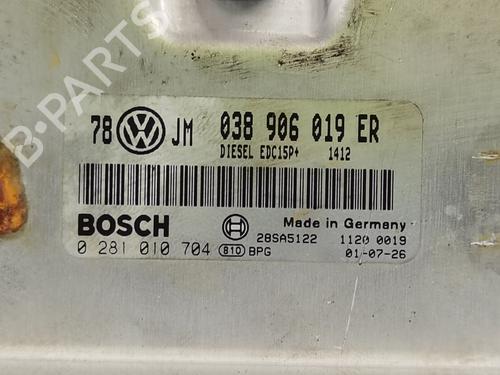 78 JM 038 906 019 ER
DIESEL EDC15P+ 1412
BOSCH
Made in Germany
0 281 010 704 810 BPG 28SA5122 1120 0019
01-07-26